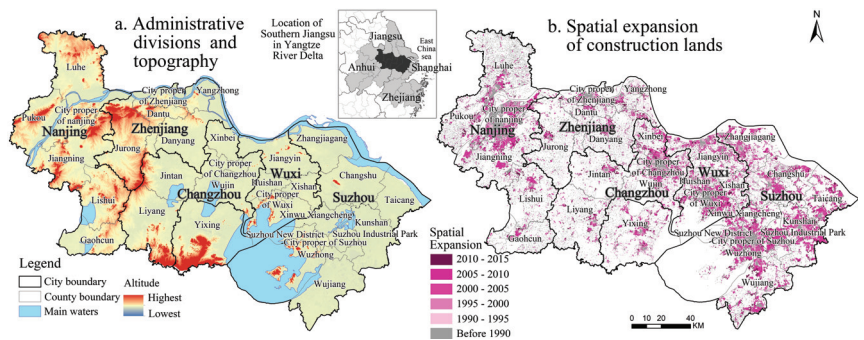 a. Administrative
divisions and
topography
Location of
Southern Jiangsu
in Yangtze
River Delta
Jiangsu
East
China
sea
Anhui
Shanghai
Zhejiang
Luhe
Pukou
City proper
of nanjing
Nanjing
Jiangning
Lishui
Gaochun
City proper
of Zhenjiang
Yangzhong
Dantu
Zhenjiang
Danyang
Jurong
Xinbei
Jintan
City proper
of Changzhou
Changzhou
Wujin
Liyang
Yixing
Jiangyin
Wuxi
Huishan
Xishan
City proper
of Wuxi
Xinwu
Zhangjiagang
Changshu
Suzhou
Taicang
Xiangcheng
Kunshan
Suzhou New District
Suzhou Industrial Park
City proper of Suzhou
Wuzhong
Wujiang
Legend
City boundary
County boundary
Main waters
Altitude
Highest
Lowest
b. Spatial expansion
of construction lands
N
Luhe
Pukou
City proper
of nanjing
Nanjing
Jiangning
Lishui
Gaochun
City proper
of Zhenjiang
Yangzhong
Dantu
Zhenjiang
Danyang
Jurong
Xinbei
Jintan
City proper
of Changzhou
Changzhou
Wujin
Liyang
Yixing
Jiangyin
Wuxi
Huishan
Xishan
City proper
of Wuxi
Xinwu
Zhangjiagang
Changshu
Suzhou
Taicang
Xiangcheng
Kunshan
Suzhou New District
Suzhou Industrial Park
City proper of Suzhou
Wuzhong
Wujiang
Spatial
Expansion
2010 - 2015
2005 - 2010
2000 - 2005
1995 - 2000
1990 - 1995
Before 1990
0 10 20 40
KM